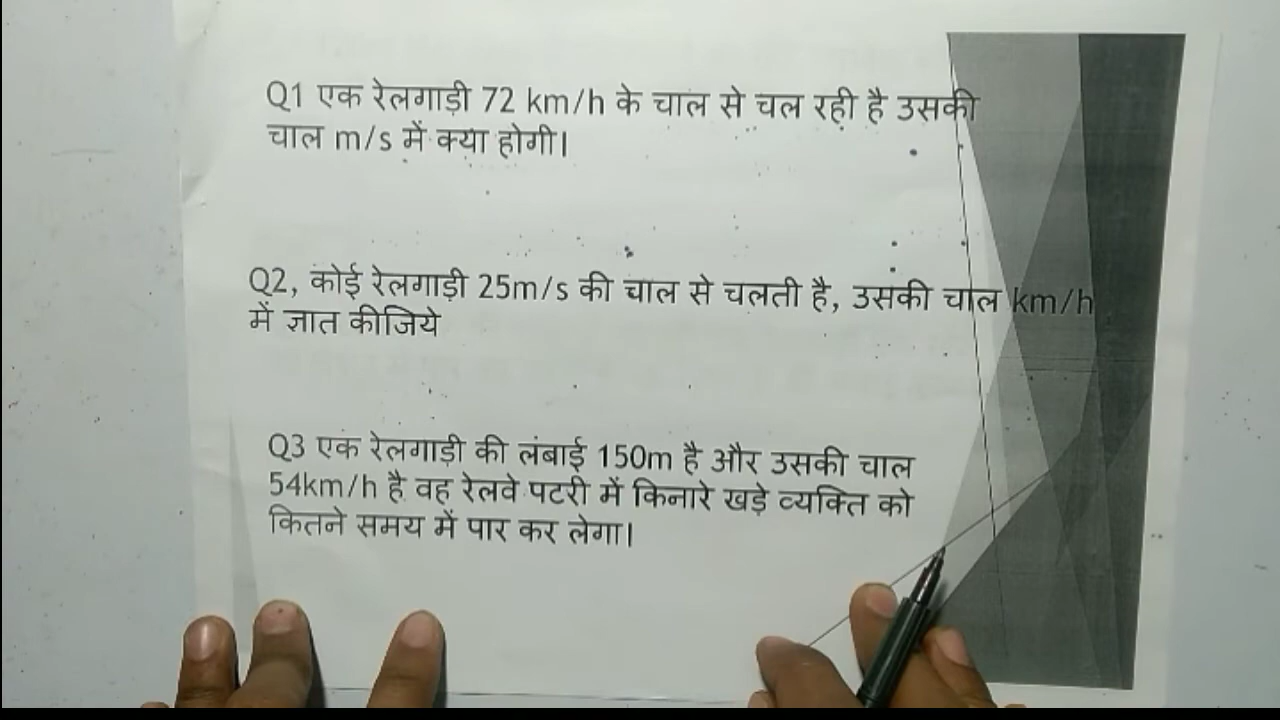 Q1 एक रेलगाड़ी 72 km/h के चाल से चल रही है उसकी
चाल m/s में क्या होगी।
Q2, कोई रेलगाड़ी 25m/s की चाल से चलती है, उसकी चाल km/h
में ज्ञात कीजिये
Q3 एक रेलगाड़ी की लंबाई 150m है और उसकी चाल
54km/h है वह रेलवे पटरी में किनारे खड़े व्यक्ति को
कितने समय में पार कर लेगा।